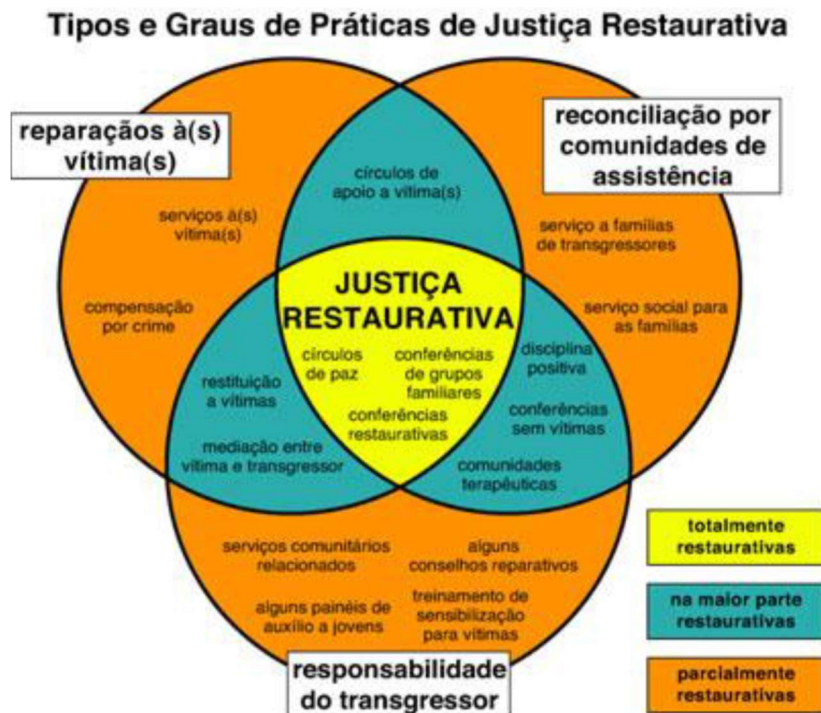 Tipos e Graus de Práticas de Justiça Restaurativa
reparaçãos à(s)
vítima(s)
reconciliação por
comunidades de
assistência
círculos de
apoio a vítima(s)
serviços à(s)
vítima(s)
serviço a famílias
de transgressores
compensação
por crime
JUSTIÇA
RESTAURATIVA
serviço social para
as famílias
círculos
de paz
conferências
de grupos
familiares
conferências
restaurativas
disciplina
positiva
restituição
a vítimas
conferências
sem vítimas
mediação entre
vítima e transgressor
comunidades
terapêuticas
serviços comunitários
relacionados
alguns
conselhos reparativos
alguns painéis de
auxílio a jovens
treinamento de
sensibilização
para vítimas
responsabilidade
do transgressor
totalmente
restaurativas
na maior parte
restaurativas
parcialmente
restaurativas